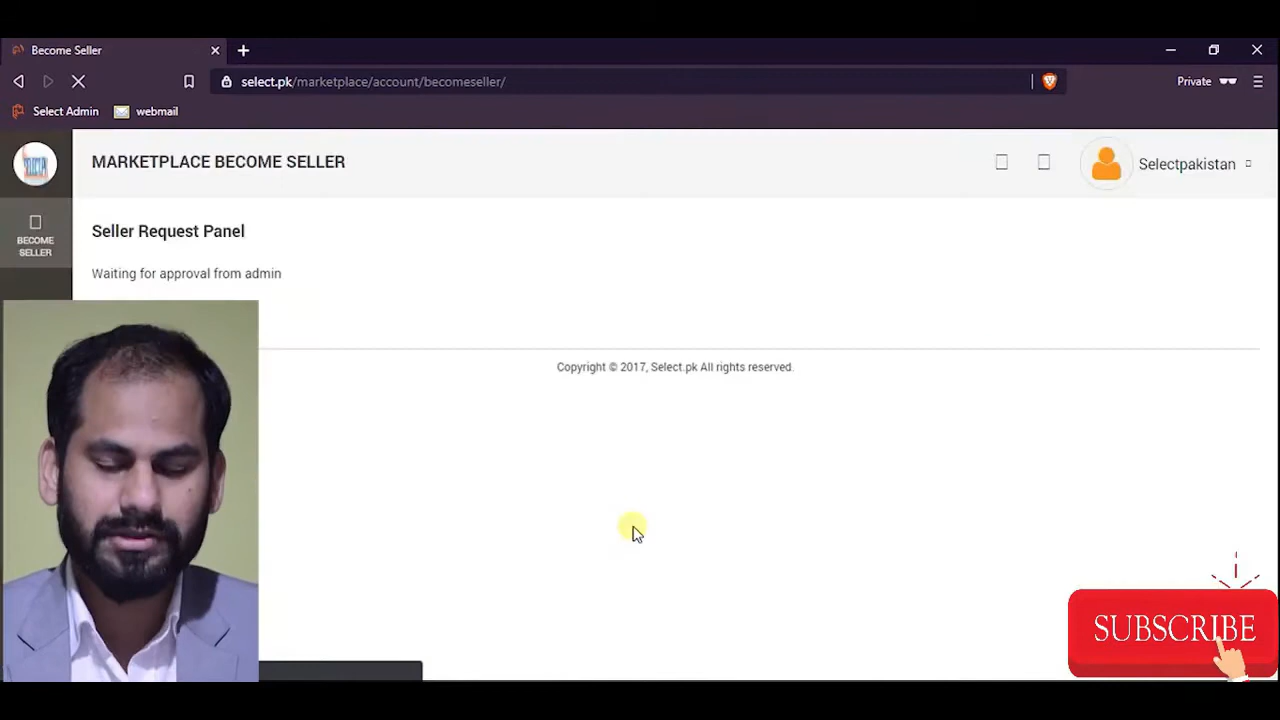 Become Seller
select.pk/marketplace/account/becomeseller/
Private
Select Admin
webmail
MARKETPLACE BECOME SELLER
Selectpakistan
BECOME
SELLER
Seller Request Panel
Waiting for approval from admin
Copyright © 2017, Select.pk All rights reserved.
SUBSCRIBE